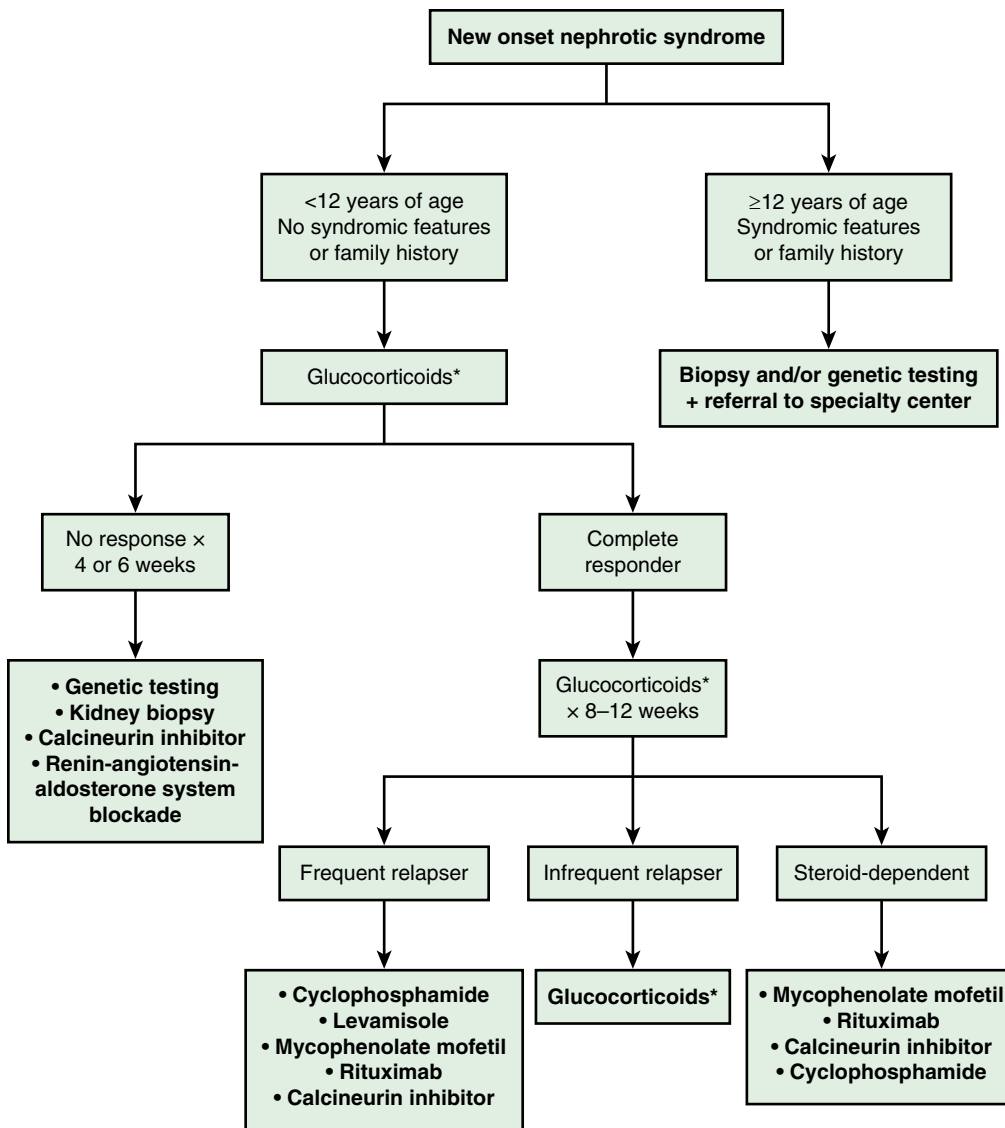 New onset nephrotic syndrome
<12 years of age
No syndromic features
or family history
≥12 years of age
Syndromic features
or family history
Glucocorticoids*
Biopsy and/or genetic testing
+ referral to specialty center
No response ×
4 or 6 weeks
Complete
responder
• Genetic testing
• Kidney biopsy
• Calcineurin inhibitor
• Renin-angiotensin-
aldosterone system
blockade
Glucocorticoids*
× 8–12 weeks
Frequent relapser
Infrequent relapser
Steroid-dependent
• Cyclophosphamide
• Levamisole
• Mycophenolate mofetil
• Rituximab
• Calcineurin inhibitor
Glucocorticoids*
• Mycophenolate mofetil
• Rituximab
• Calcineurin inhibitor
• Cyclophosphamide